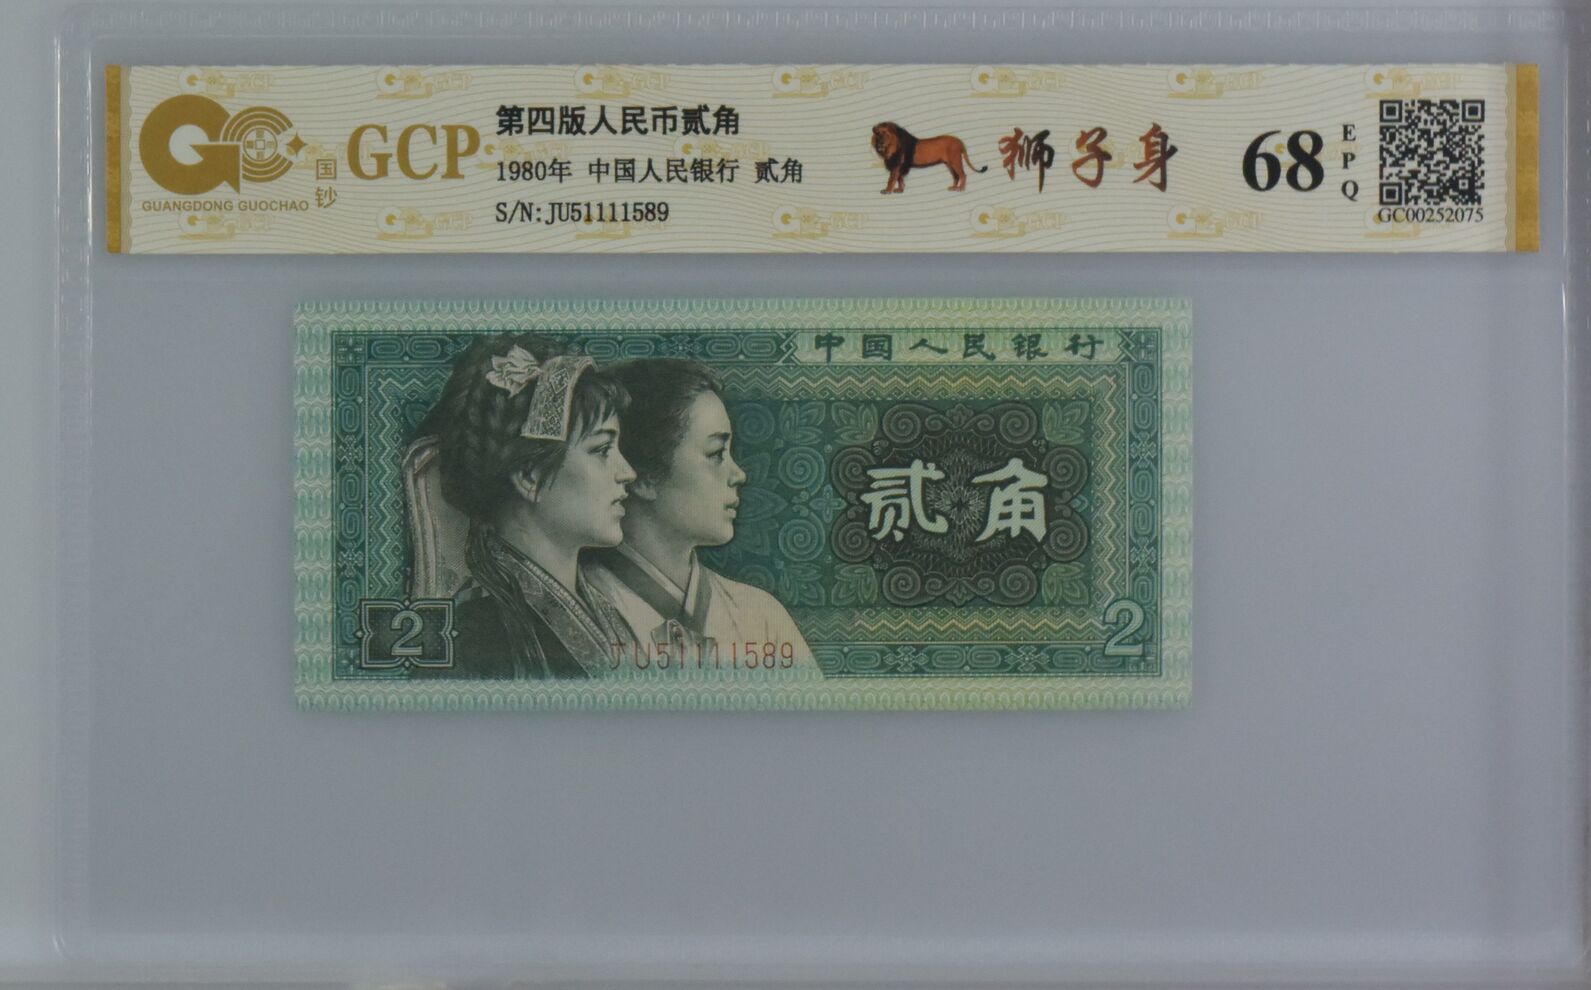 GUANGDONG GUOCHAO
国钞
GCP
第四版人民币贰角
1980年 中国人民银行 贰角
S/N:JU51111589
狮子身
68
EPQ
GC00252075
中国人民银行
贰角
2
JU51111589
2